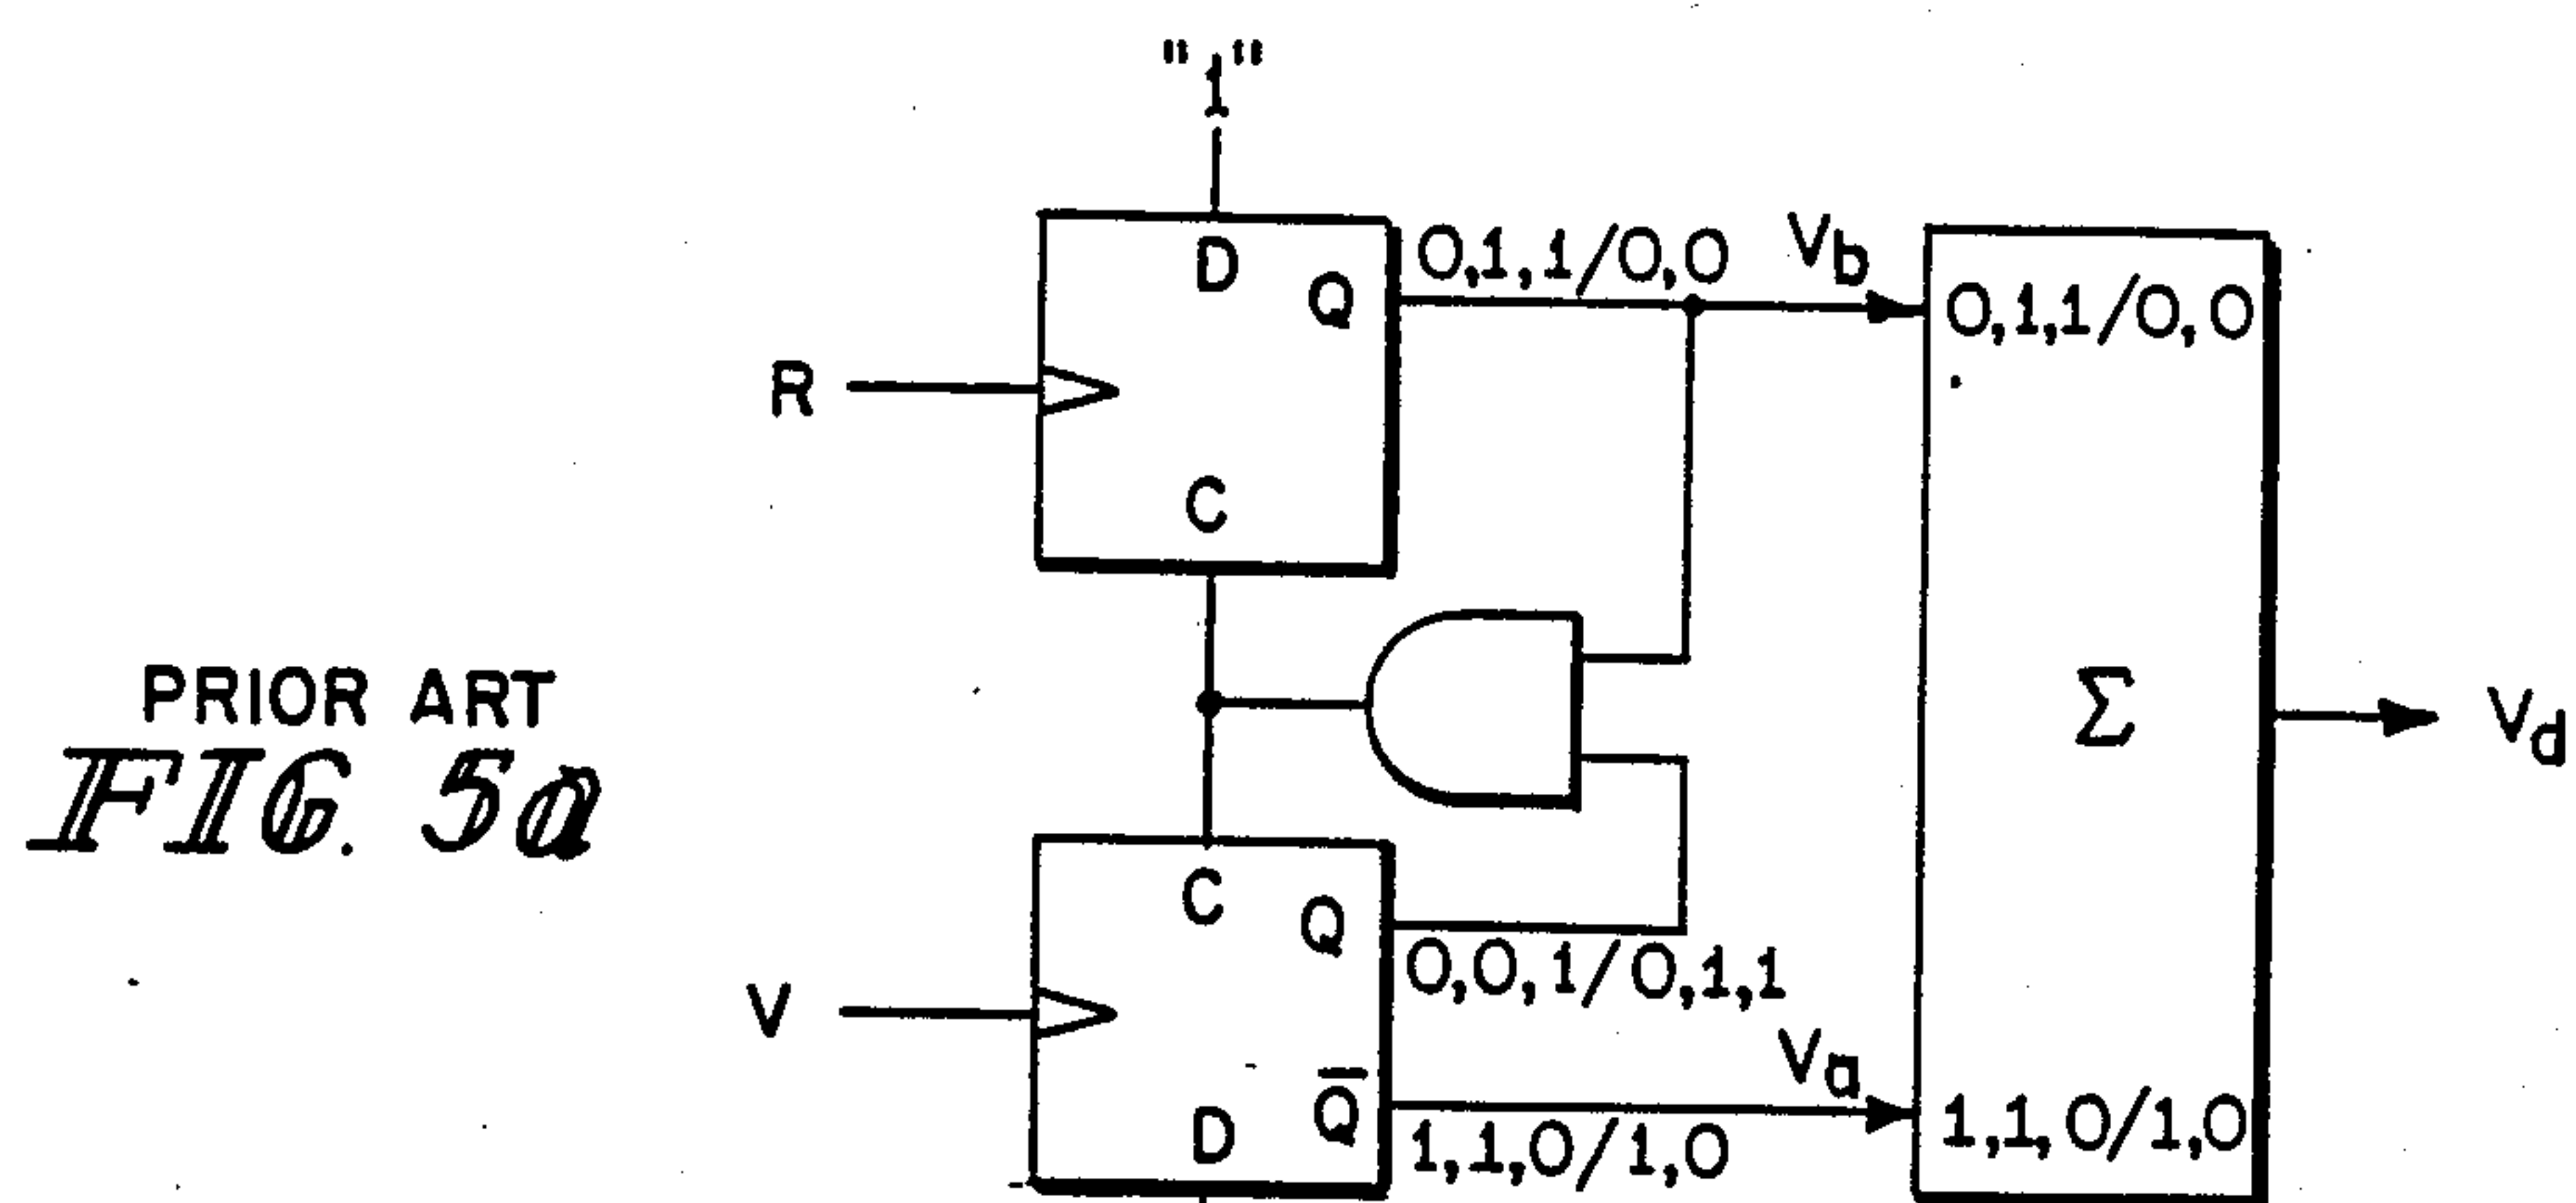 "1"
D
Q
0,1,1/0,0
Vb
0,1,1/0,0
R
C
PRIOR ART
FIG. 5a
Σ
Vd
C
Q
0,0,1/0,1,1
V
Va
Q̅
D
1,1,0/1,0
1,1,0/1,0